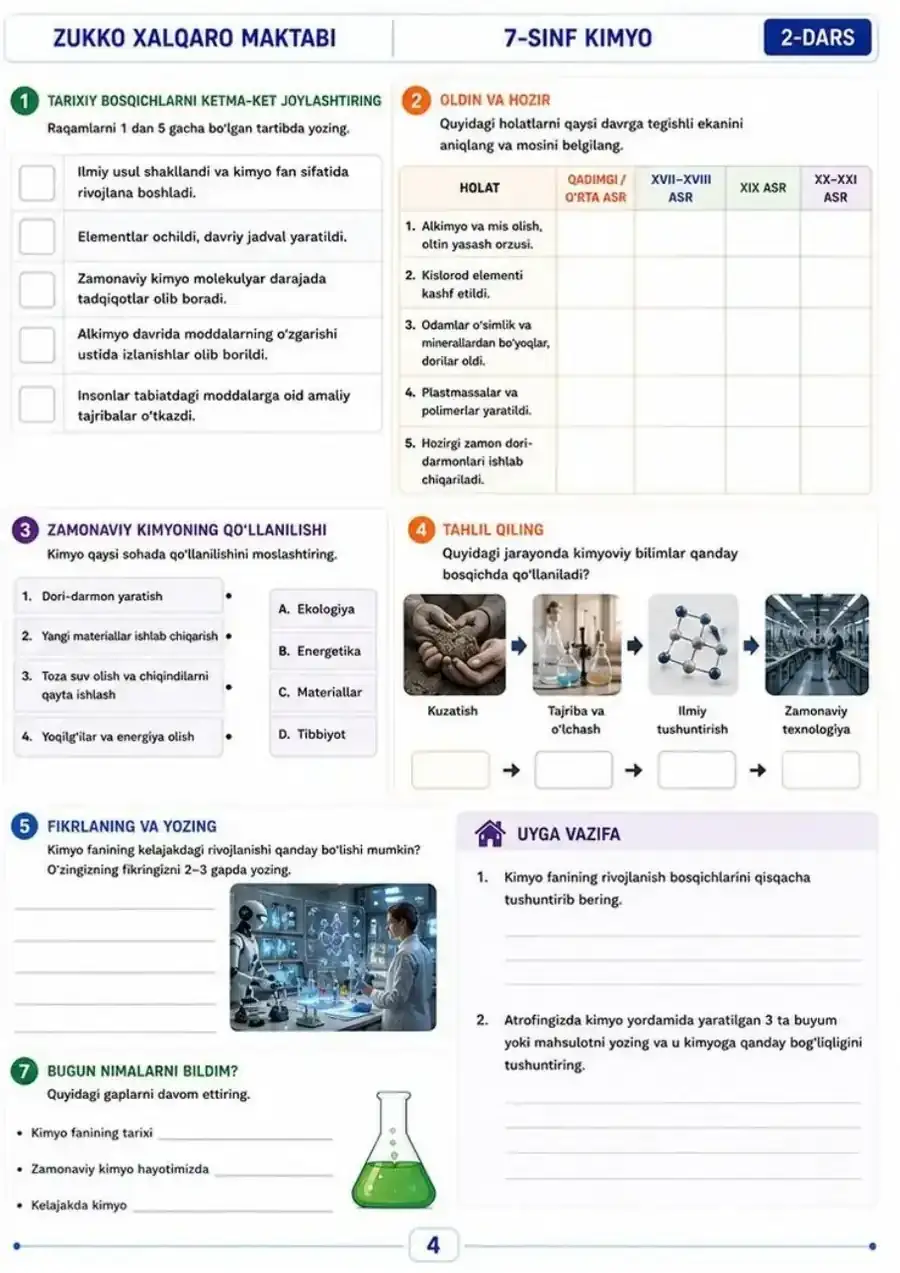 ZUKKO XALQARO MAKTABI
7-SINF KIMYO
2-DARS
1 TARIXIY BOSQICHLARNI KETMA-KET JOYLASHTIRING
Raqamlarni 1 dan 5 gacha bo'lgan tartibda yozing.
Ilmiy usul shakllandi va kimyo fan sifatida
rivojlana boshladi.
Elementlar ochildi, davriy jadval yaratildi.
Zamonaviy kimyo molekulyar darajada
tadqiqotlar olib boradi.
Alkimyo davrida moddalarning o'zgarishi
ustida izlanishlar olib borildi.
Insonlar tabiatdagi moddalarga oid amaliy
tajribalar o'tkazdi.
2 OLDIN VA HOZIR
Quyidagi holatlarni qaysi davrga tegishli ekanini
aniqlang va mosini belgilang.
HOLAT
QADIMGI /
O'RTA ASR
XVII–XVIII
ASR
XIX ASR
XX–XXI
ASR
1. Alkimyo va mis olish,
oltin yasash orzusi.
2. Kislorod elementi
kashf etildi.
3. Odamlar o'simlik va
minerallardan bo'yoqlar,
dorilar oldi.
4. Plastmassalar va
polimerlar yaratildi.
5. Hozirgi zamon dori-
darmonlari ishlab
chiqariladi.
3 ZAMONAVIY KIMYONING QO'LLANILISHI
Kimyo qaysi sohada qo'llanilishini moslashtiring.
1. Dori-darmon yaratish
2. Yangi materiallar ishlab chiqarish
3. Toza suv olish va chiqindilarni
qayta ishlash
4. Yoqilg'ilar va energiya olish
A. Ekologiya
B. Energetika
C. Materiallar
D. Tibbiyot
4 TAHLIL QILING
Quyidagi jarayonda kimyoviy bilimlar qanday
bosqichda qo'llaniladi?
Kuzatish
Tajriba va
o'lchash
Ilmiy
tushuntirish
Zamonaviy
texnologiya
5 FIKRLANING VA YOZING
Kimyo fanining kelajakdagi rivojlanishi qanday bo'lishi mumkin?
O'zingizning fikringizni 2–3 gapda yozing.
UYGA VAZIFA
1. Kimyo fanining rivojlanish bosqichlarini qisqacha
tushuntirib bering.
2. Atrofingizda kimyo yordamida yaratilgan 3 ta buyum
yoki mahsulotni yozing va u kimyoga qanday bog'liqligini
tushuntiring.
7 BUGUN NIMALARNI BILDIM?
Quyidagi gaplarni davom ettiring.
• Kimyo fanining tarixi
• Zamonaviy kimyo hayotimizda
• Kelajakda kimyo
4